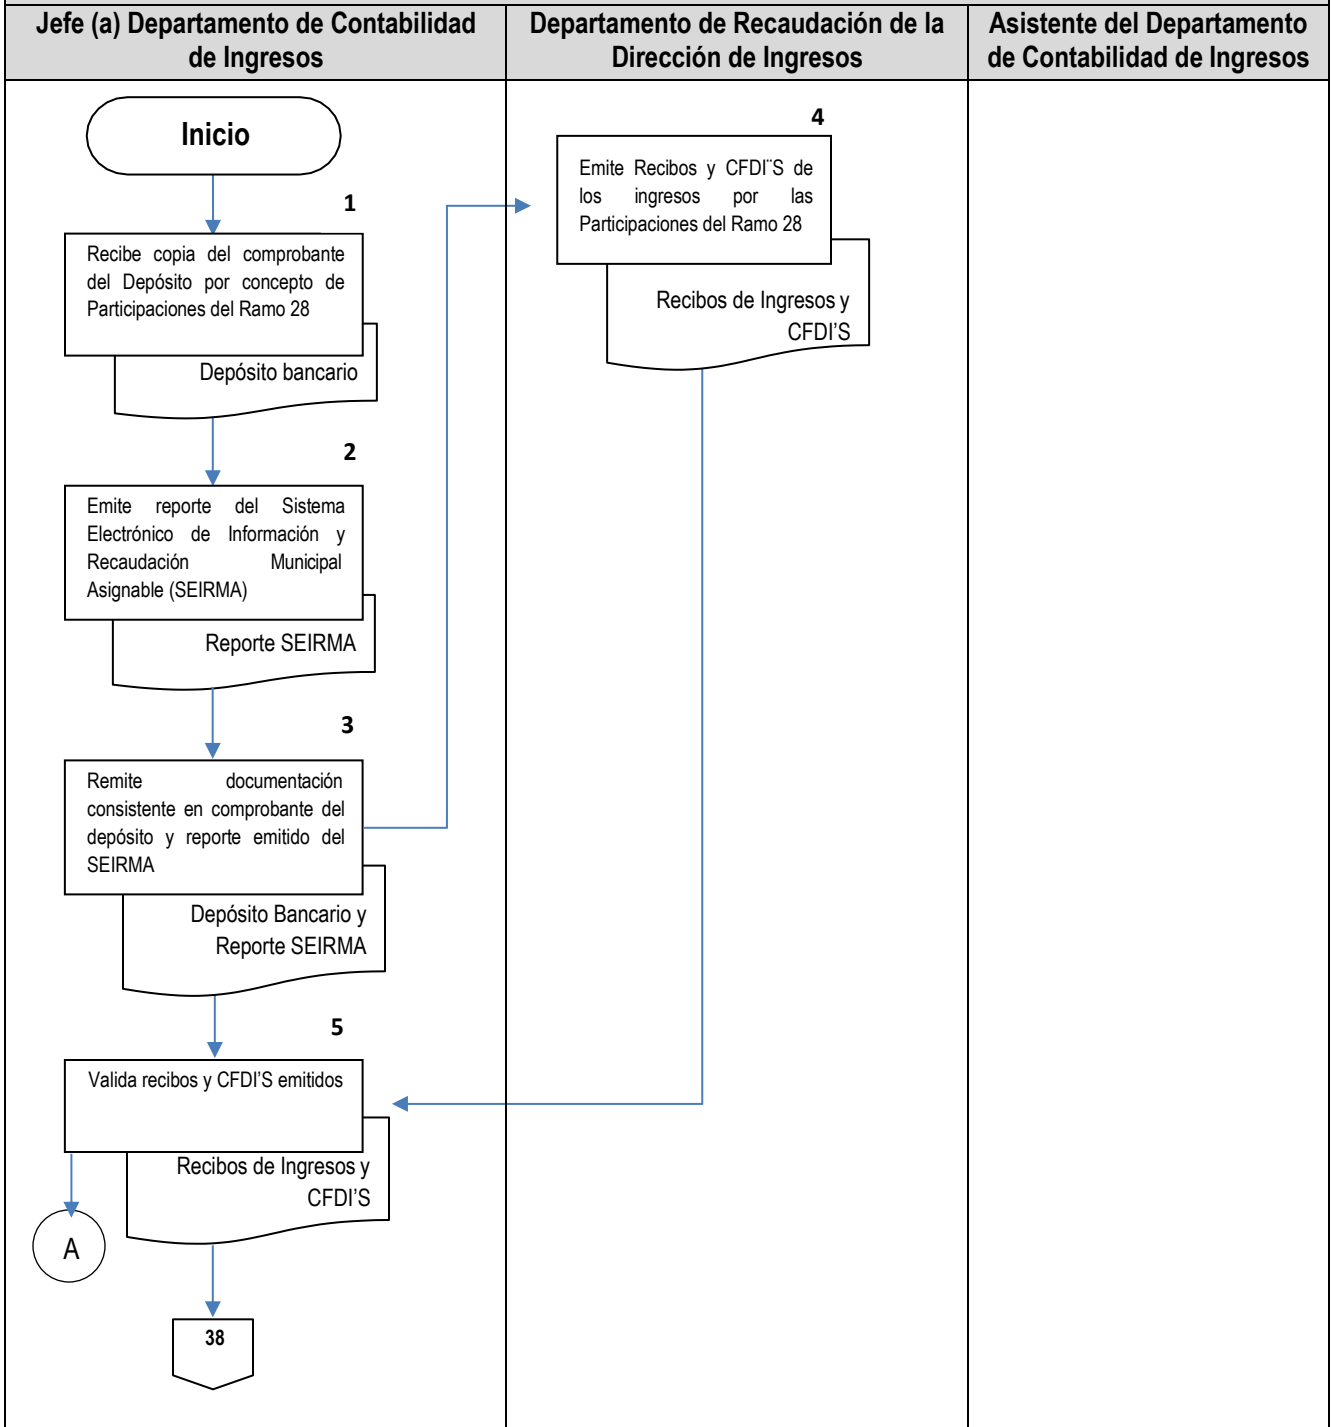 Jefe (a) Departamento de Contabilidad
de Ingresos
Departamento de Recaudación de la
Dirección de Ingresos
Asistente del Departamento
de Contabilidad de Ingresos
Inicio
1
Recibe copia del comprobante
del Depósito por concepto de
Participaciones del Ramo 28
Depósito bancario
2
Emite reporte del Sistema
Electrónico de Información y
Recaudación Municipal
Asignable (SEIRMA)
Reporte SEIRMA
3
Remite documentación
consistente en comprobante del
depósito y reporte emitido del
SEIRMA
Depósito Bancario y
Reporte SEIRMA
4
Emite Recibos y CFDI¨S de
los ingresos por las
Participaciones del Ramo 28
Recibos de Ingresos y
CFDI'S
5
Valida recibos y CFDI'S emitidos
Recibos de Ingresos y
CFDI'S
A
38